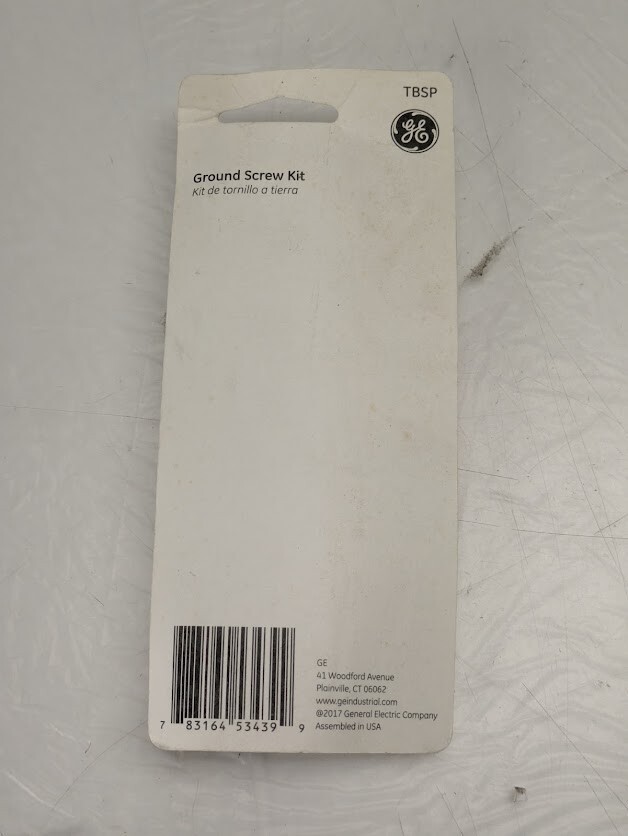 TBSP
GE
Ground Screw Kit
Kit de tornillo a tierra
GE
41 Woodford Avenue
Plainville, CT 06062
www.geindustrial.com
@2017 General Electric Company
Assembled in USA
7 83164 53439 9